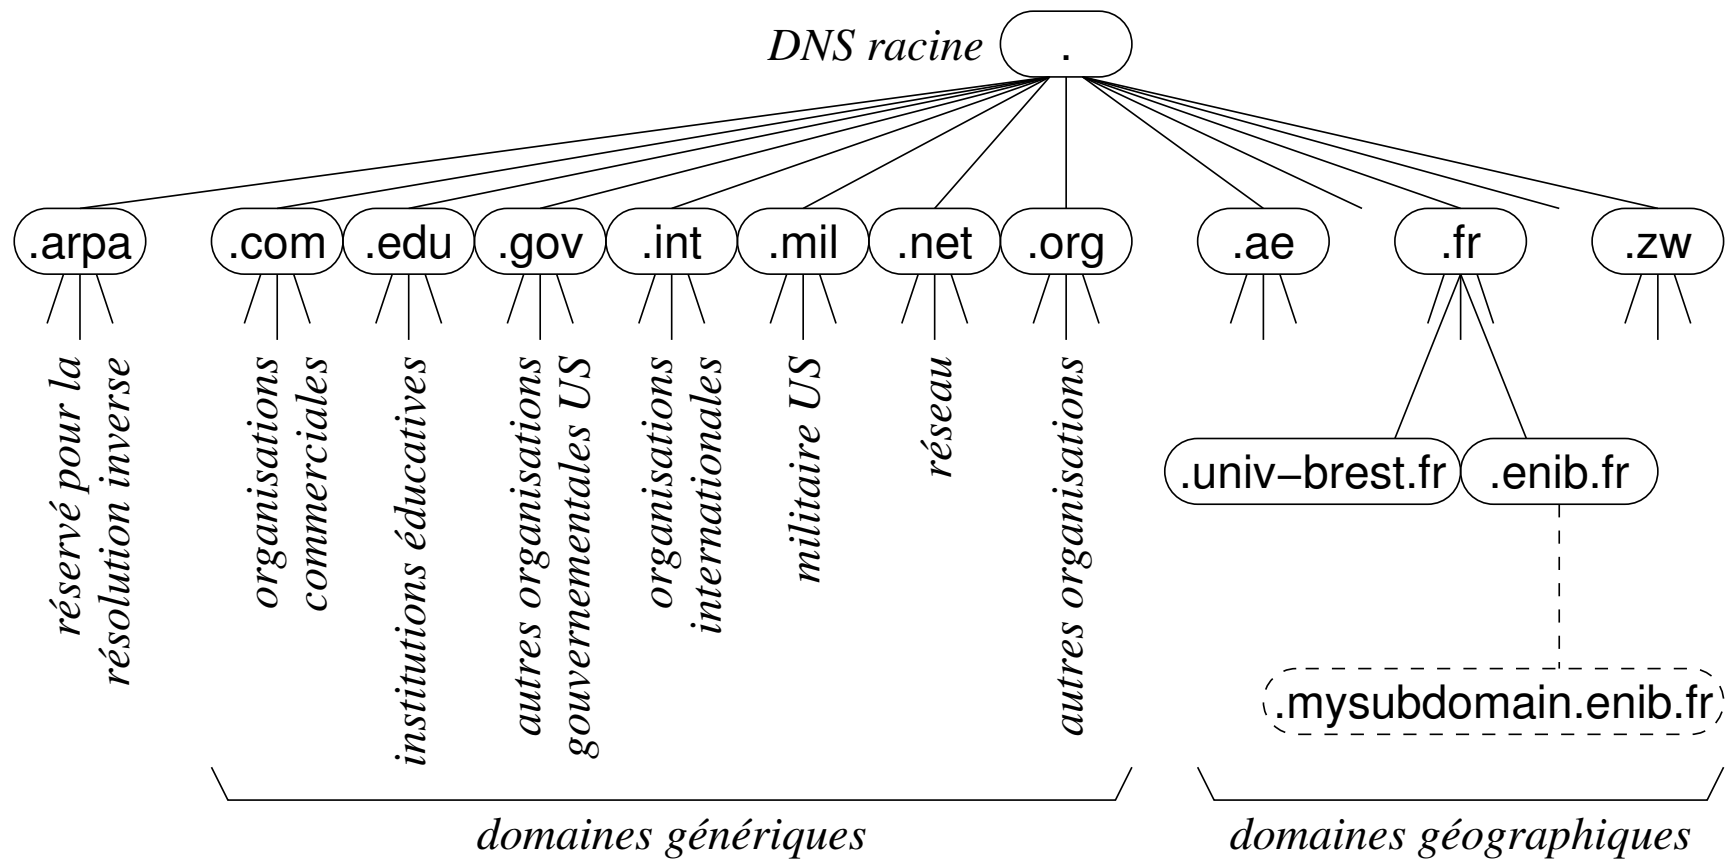 DNS racine
.
.arpa
.com
.edu
.gov
.int
.mil
.net
.org
.ae
.fr
.zw
réservé pour la
résolution inverse
organisations
commerciales
institutions éducatives
autres organisations
gouvernementales US
organisations
internationales
militaire US
réseau
autres organisations
.univ−brest.fr
.enib.fr
.mysubdomain.enib.fr
domaines génériques
domaines géographiques